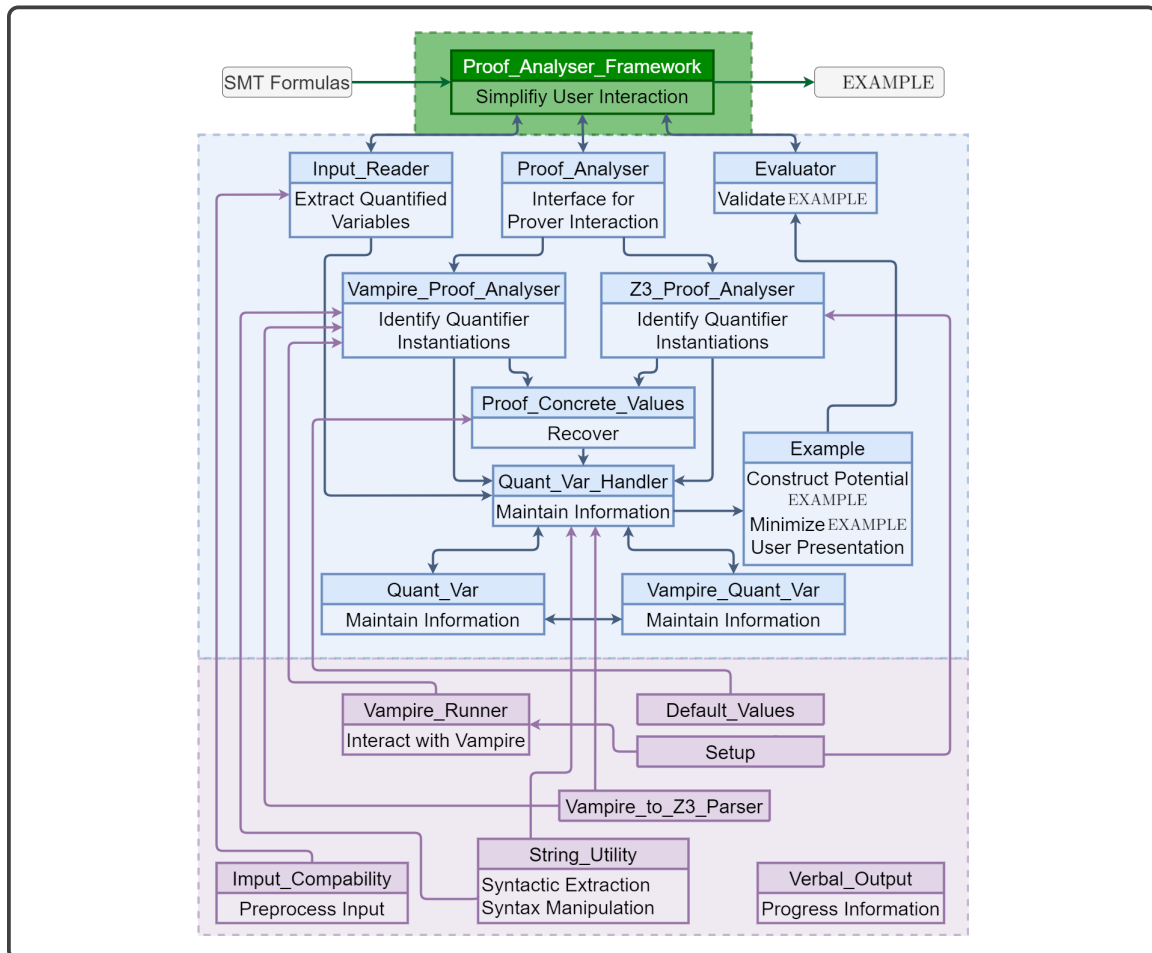 Proof_Analyser_Framework
SMT Formulas
Simplifiy User Interaction
EXAMPLE
Input_Reader
Extract Quantified
Variables
Proof_Analyser
Interface for
Prover Interaction
Evaluator
Validate EXAMPLE
Vampire_Proof_Analyser
Identify Quantifier
Instantiations
Z3_Proof_Analyser
Identify Quantifier
Instantiations
Proof_Concrete_Values
Recover
Example
Construct Potential
EXAMPLE
Minimize EXAMPLE
User Presentation
Quant_Var_Handler
Maintain Information
Quant_Var
Maintain Information
Vampire_Quant_Var
Maintain Information
Vampire_Runner
Interact with Vampire
Default_Values
Setup
Vampire_to_Z3_Parser
String_Utility
Syntactic Extraction
Syntax Manipulation
Imput_Compability
Preprocess Input
Verbal_Output
Progress Information